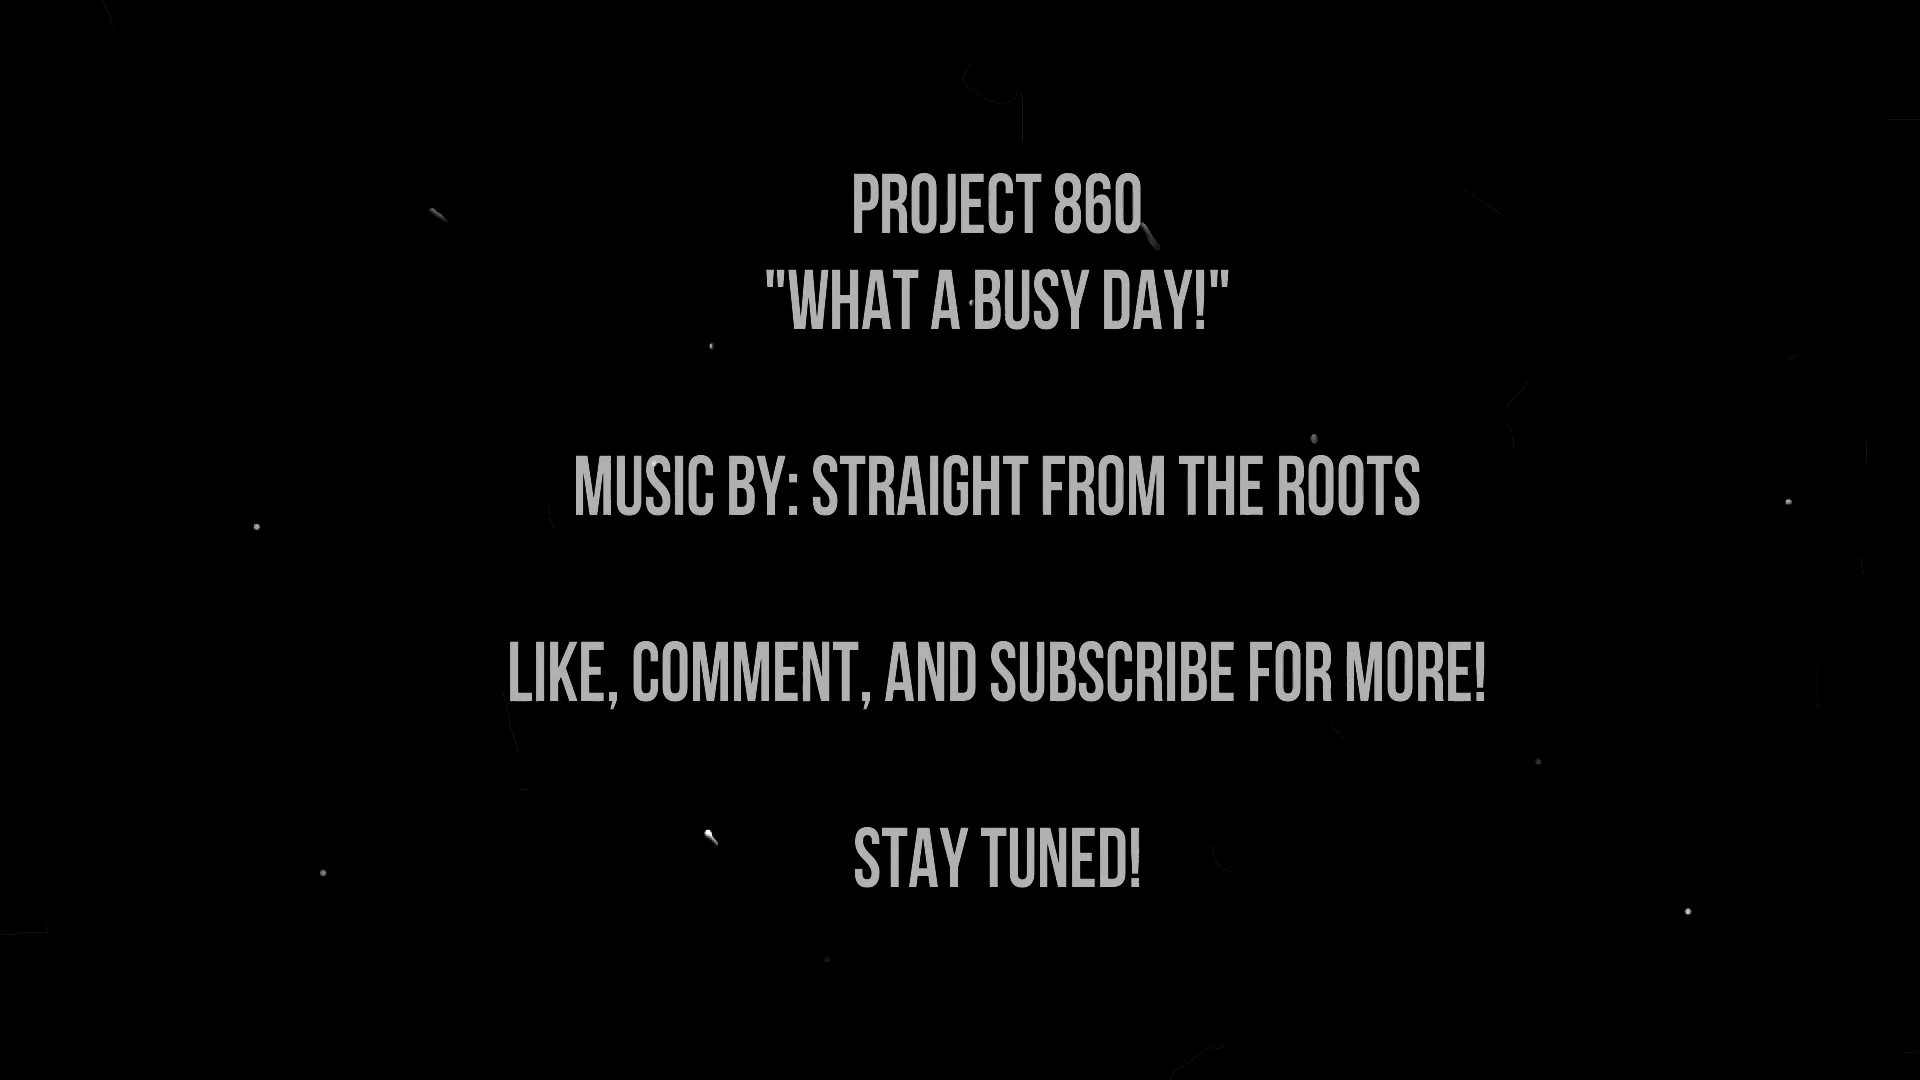 PROJECT 860
"WHAT A BUSY DAY!"
MUSIC BY: STRAIGHT FROM THE ROOTS
LIKE, COMMENT, AND SUBSCRIBE FOR MORE!
STAY TUNED!